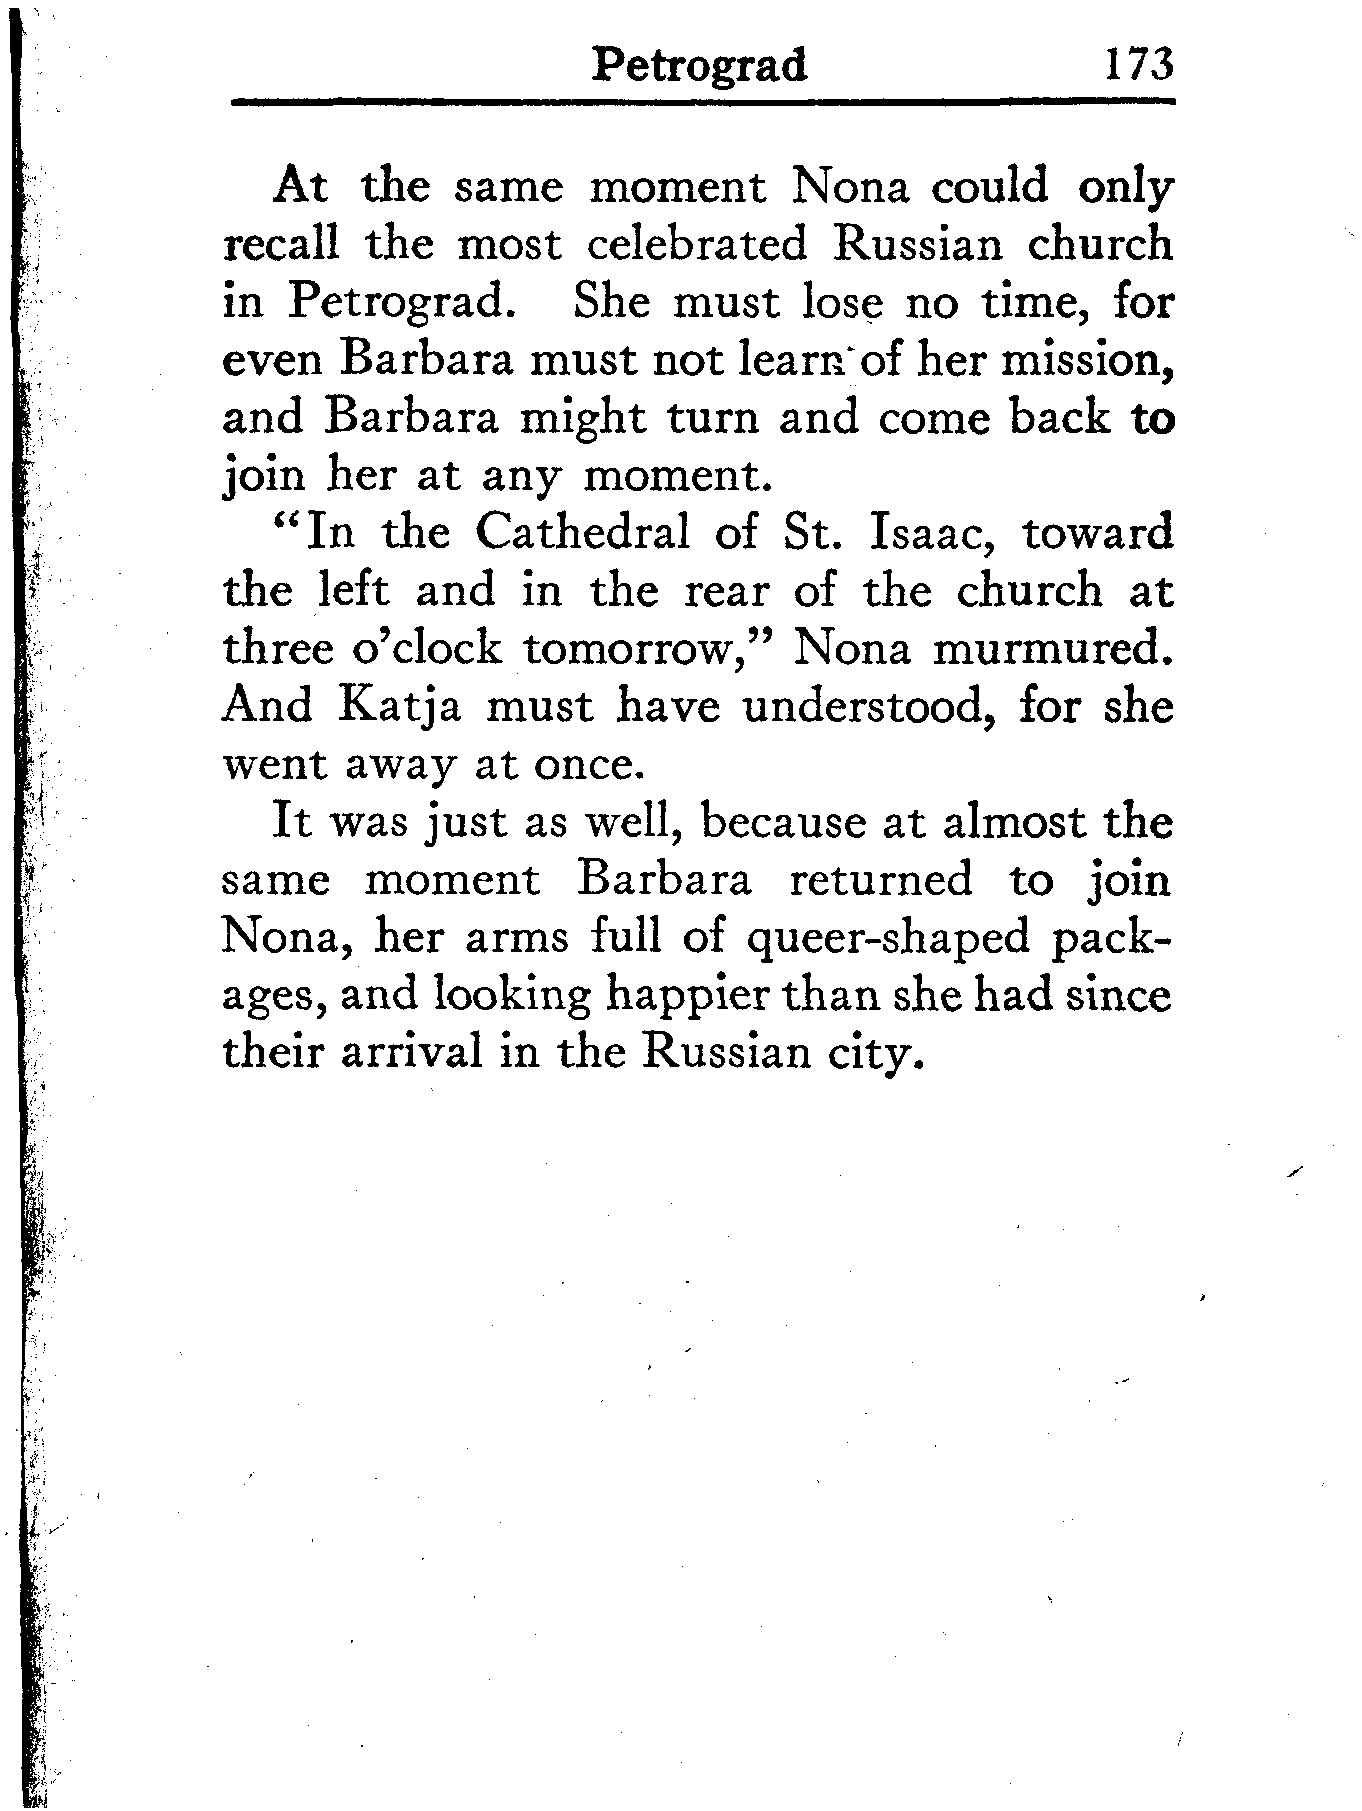 Petrograd 173
At the same moment Nona could only
recall the most celebrated Russian church
in Petrograd. She must lose no time, for
even Barbara must not learn of her mission,
and Barbara might turn and come back to
join her at any moment.
“In the Cathedral of St. Isaac, toward
the left and in the rear of the church at
three o’clock tomorrow,” Nona murmured.
And Katja must have understood, for she
went away at once.
It was just as well, because at almost the
same moment Barbara returned to join
Nona, her arms full of queer-shaped pack-
ages, and looking happier than she had since
their arrival in the Russian city.